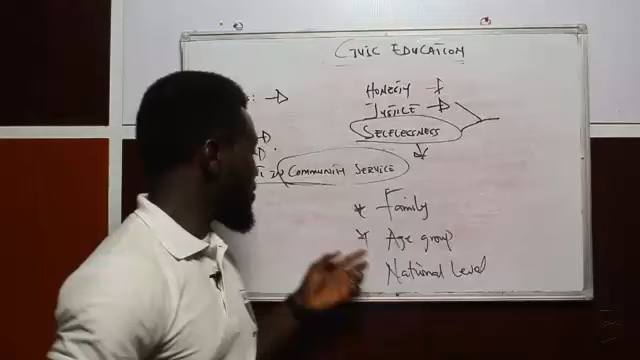 CIVIC EDUCATION
HONESTY
JUSTICE
SELFLESSNESS
COMMUNITY SERVICE
Family
Age group
National Level